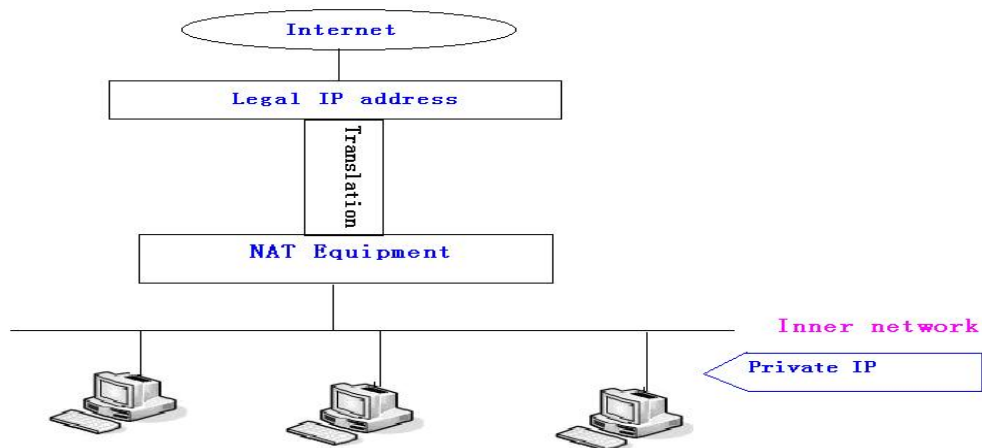 Internet
Legal IP address
Translation
NAT Equipment
Inner network
Private IP